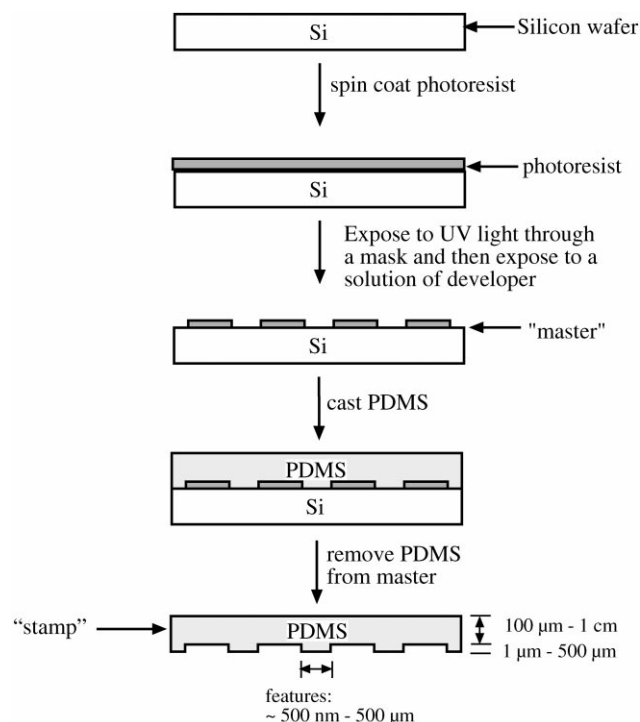 Si
Silicon wafer
spin coat photoresist
photoresist
Si
Expose to UV light through
a mask and then expose to a
solution of developer
"master"
Si
cast PDMS
PDMS
Si
remove PDMS
from master
“stamp”
PDMS
100 μm - 1 cm
1 μm - 500 μm
features:
~ 500 nm - 500 μm